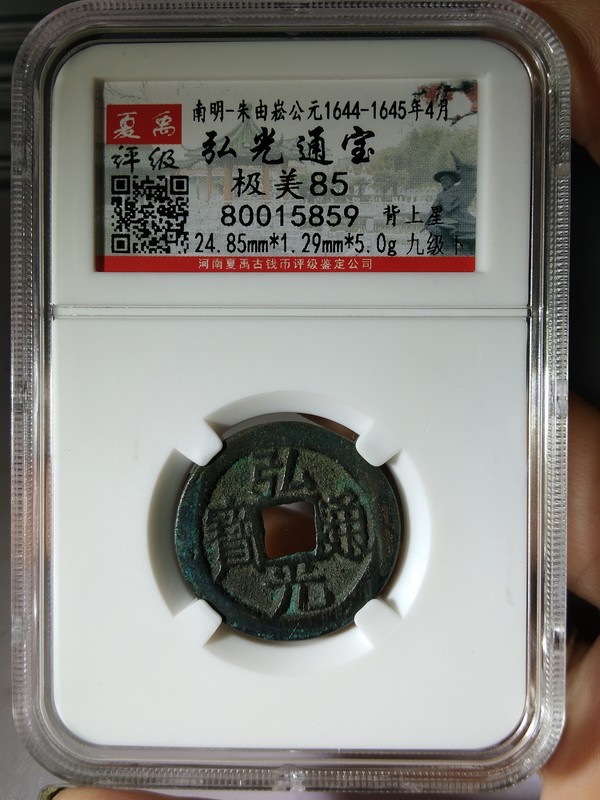 南明-朱由崧公元1644-1645年4月
夏禹
评级
弘光通宝
极美85
80015859 背上星
24.85mm*1.29mm*5.0g 九级下
河南夏禹古钱币评级鉴定公司
弘
寶 通
光